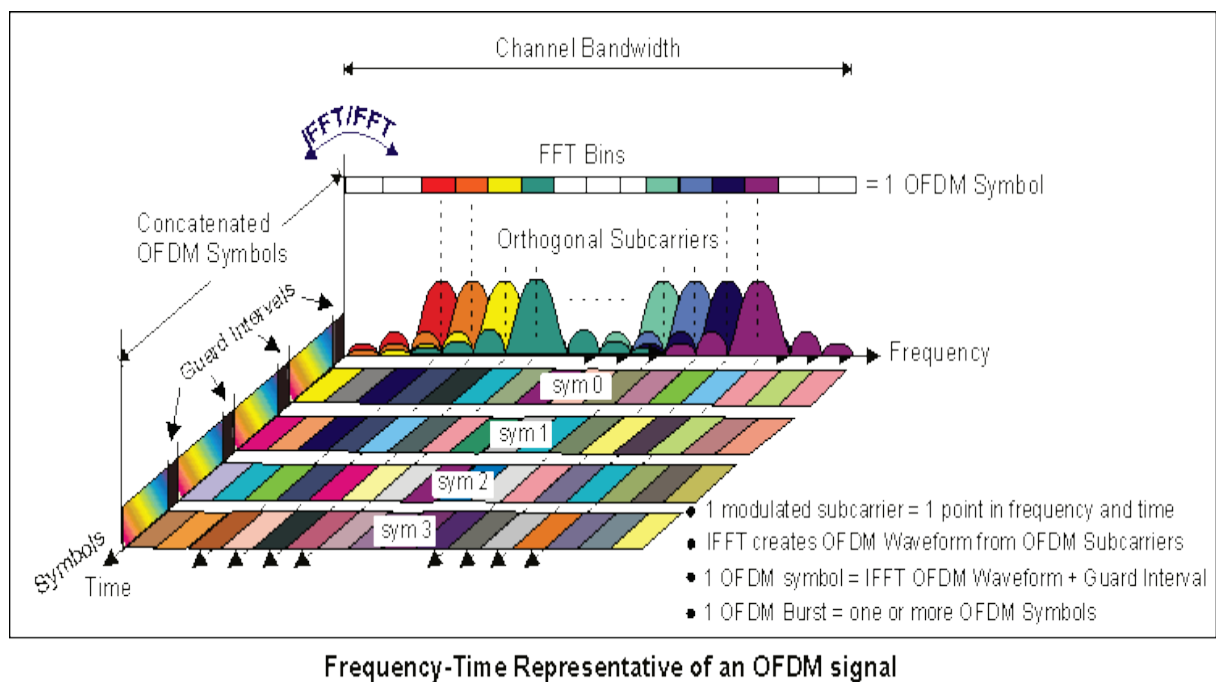 Channel Bandwidth
IFFT/FFT
FFT Bins
= 1 OFDM Symbol
Concatenated
OFDM Symbols
Orthogonal Subcarriers
Guard Intervals
Frequency
sym 0
sym 1
sym 2
sym 3
Symbols
Time
1 modulated subcarrier = 1 point in frequency and time
IFFT creates OFDM Waveform from OFDM Subcarriers
1 OFDM symbol = IFFT OFDM Waveform + Guard Interval
1 OFDM Burst = one or more OFDM Symbols
Frequency-Time Representative of an OFDM signal